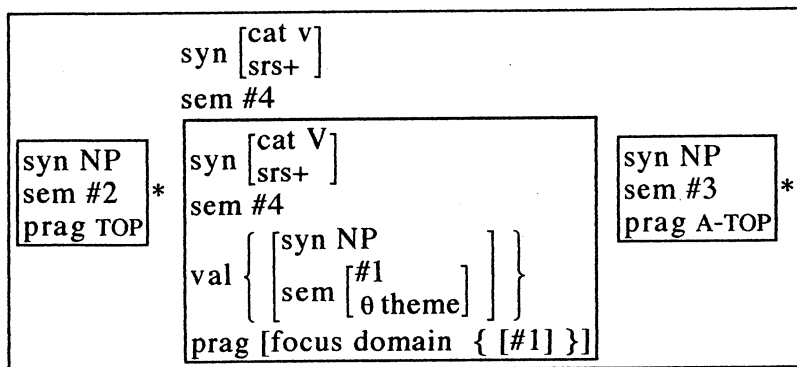 syn [cat v
srs+]
sem #4
syn NP
sem #2
prag TOP
*
syn [cat V
srs+]
sem #4
val { [syn NP
sem [#1
θ theme] ] }
prag [focus domain { [#1] }]
syn NP
sem #3
prag A-TOP
*